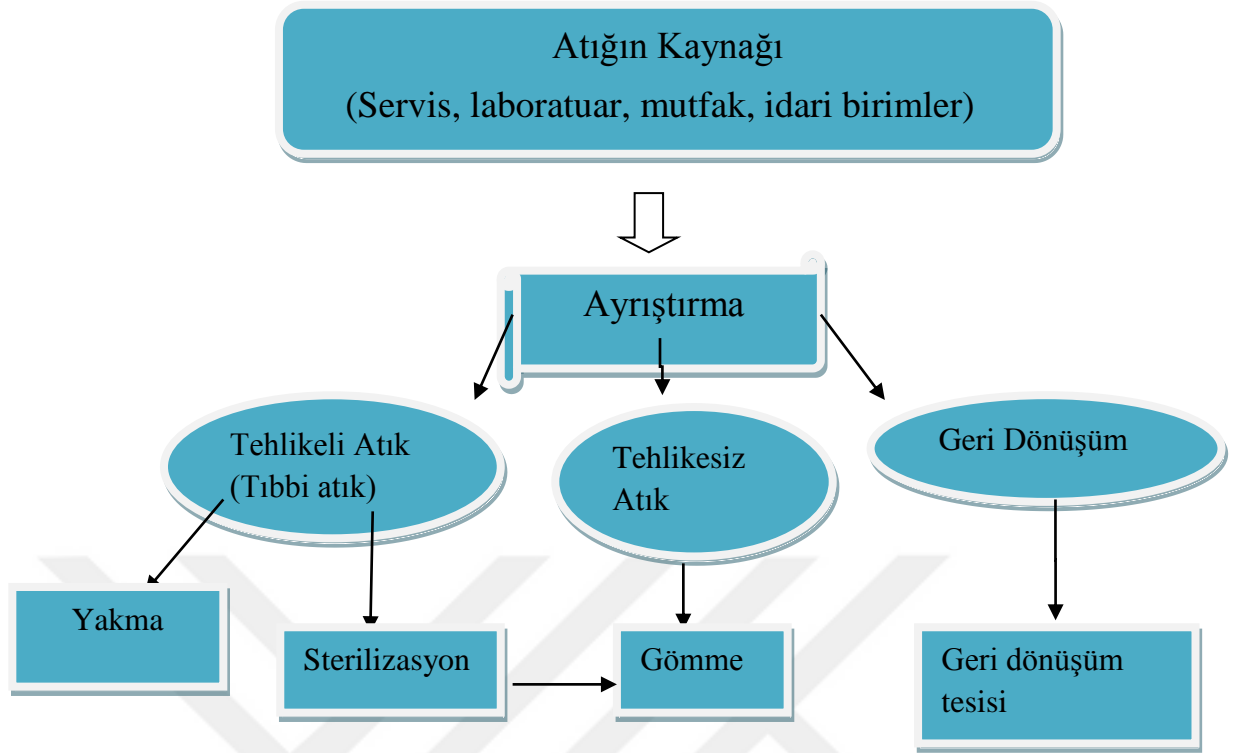 Atığın Kaynağı
(Servis, laboratuar, mutfak, idari birimler)
Ayrıştırma
Tehlikeli Atık
(Tıbbi atık)
Tehlikesiz
Atık
Geri Dönüşüm
Yakma
Sterilizasyon
Gömme
Geri dönüşüm
tesisi